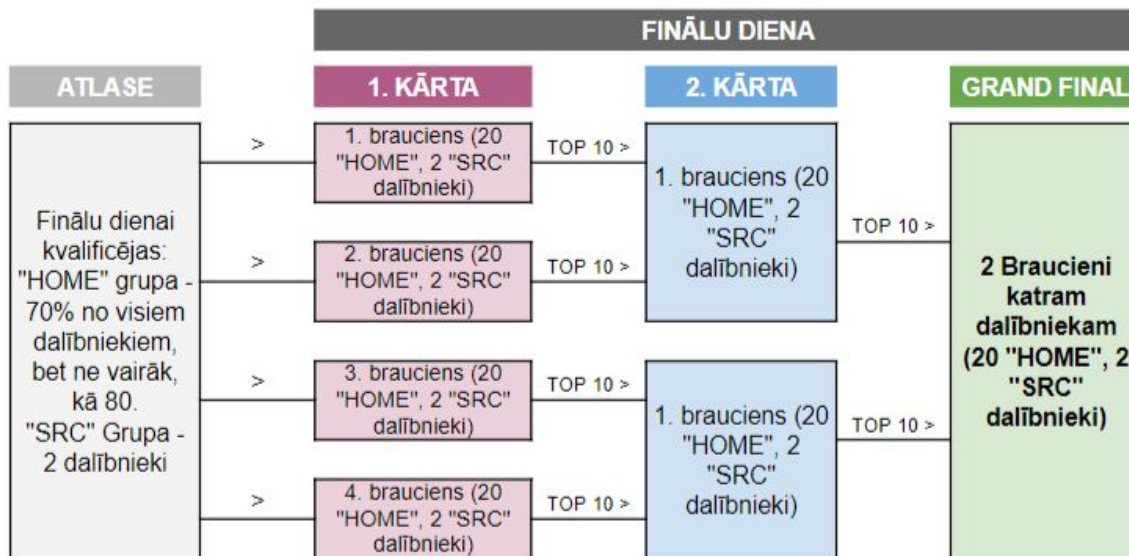 FINĀLU DIENA
ATLASE
1. KĀRTA
2. KĀRTA
GRAND FINAL
Finālu dienai
kvalificējas:
"HOME" grupa -
70% no visiem
dalībniekiem,
bet ne vairāk,
kā 80.
"SRC" Grupa -
2 dalībnieki
>
>
>
>
1. brauciens (20
"HOME", 2 "SRC"
dalībnieki)
2. brauciens (20
"HOME", 2 "SRC"
dalībnieki)
3. brauciens (20
"HOME", 2 "SRC"
dalībnieki)
4. brauciens (20
"HOME", 2 "SRC"
dalībnieki)
TOP 10 >
TOP 10 >
TOP 10 >
TOP 10 >
1. brauciens (20
"HOME", 2
"SRC"
dalībnieki)
1. brauciens (20
"HOME", 2
"SRC"
dalībnieki)
TOP 10 >
TOP 10 >
2 Braucieni
katram
dalībniekam
(20 "HOME", 2
"SRC"
dalībnieki)